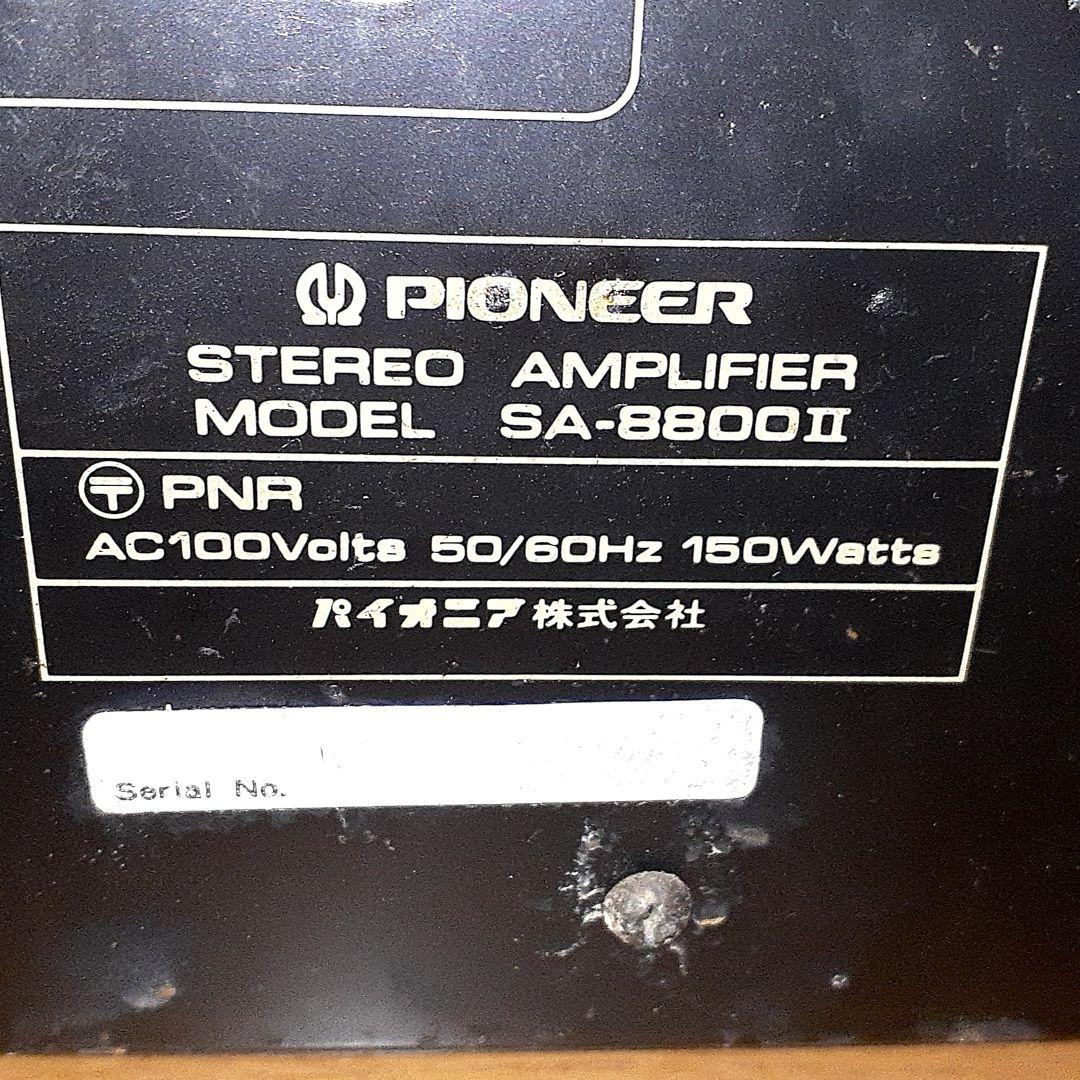 PIONEER
STEREO AMPLIFIER
MODEL SA-8800II
〒 PNR
AC100Volts 50/60Hz 150Watts
パイオニア株式会社
Serial No.